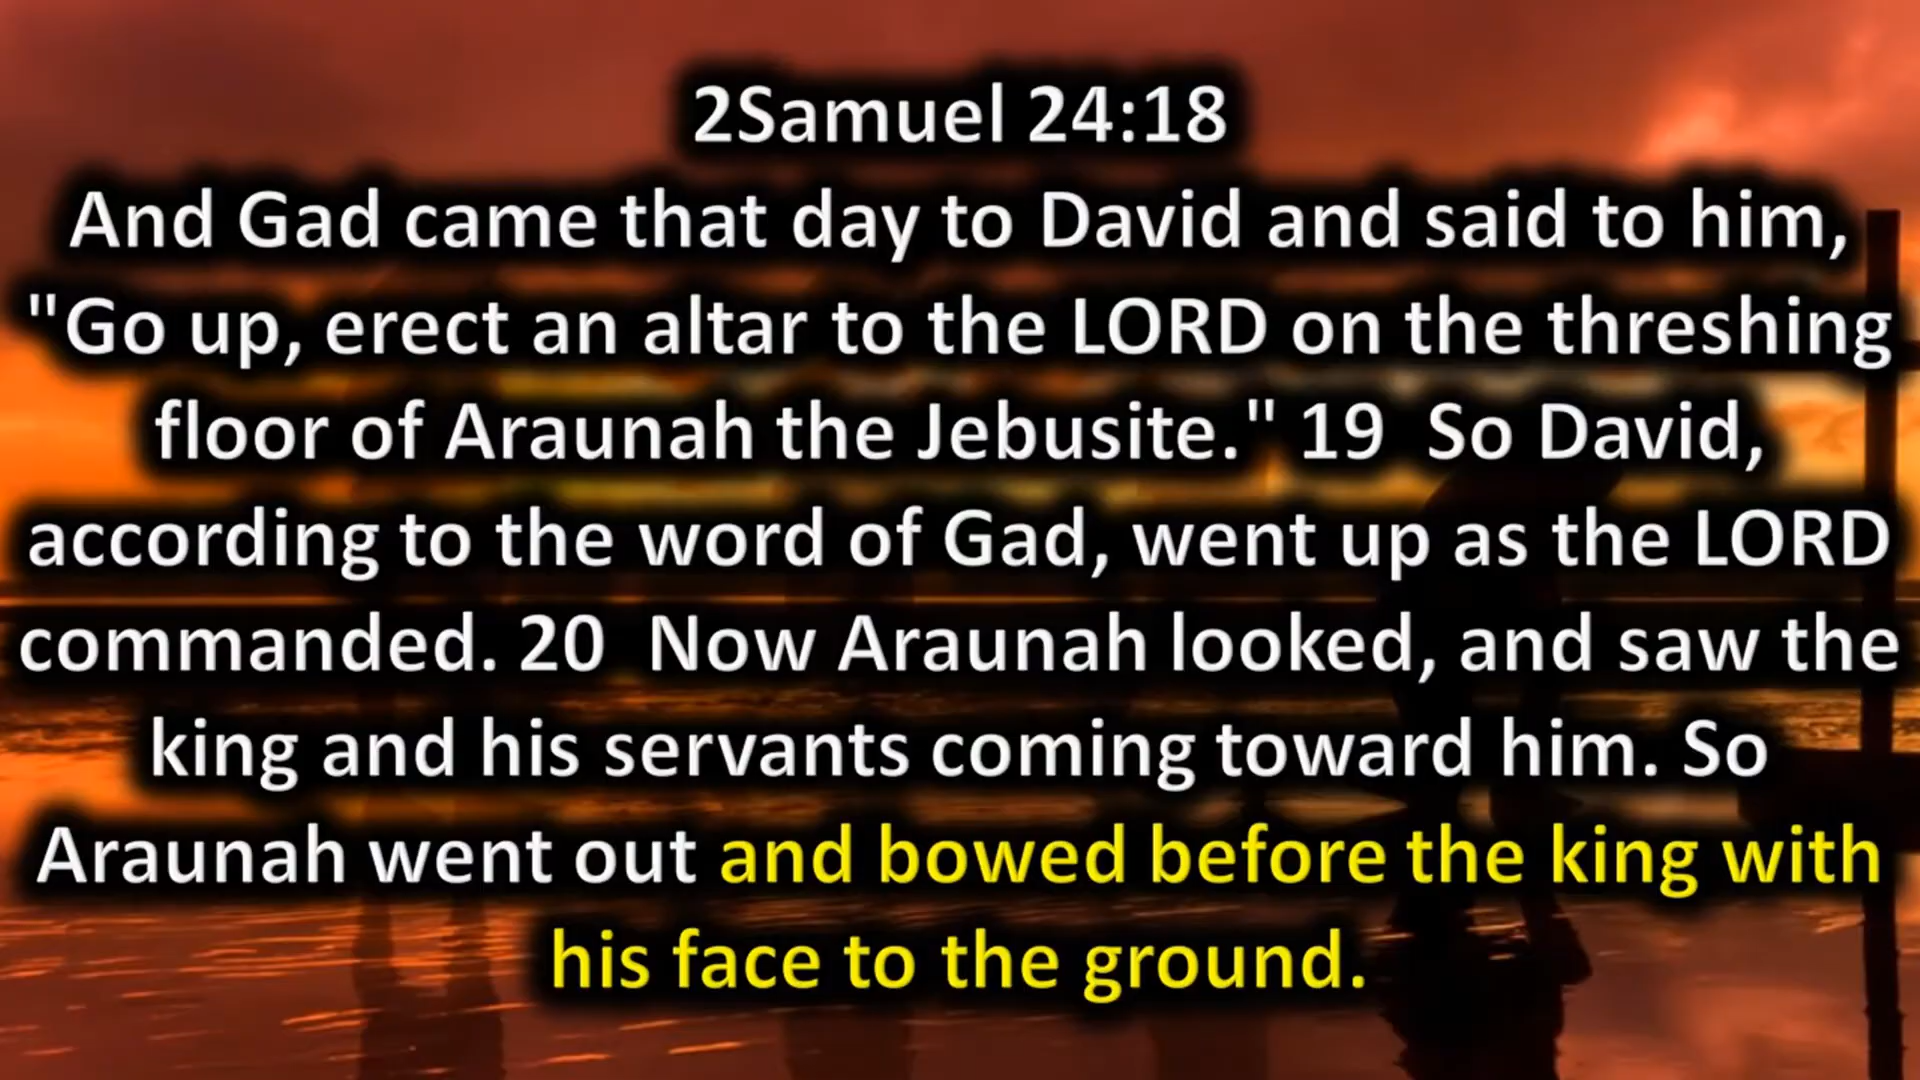 2Samuel 24:18
And Gad came that day to David and said to him,
"Go up, erect an altar to the LORD on the threshing
floor of Araunah the Jebusite." 19  So David,
according to the word of Gad, went up as the LORD
commanded. 20  Now Araunah looked, and saw the
king and his servants coming toward him. So
Araunah went out and bowed before the king with
his face to the ground.